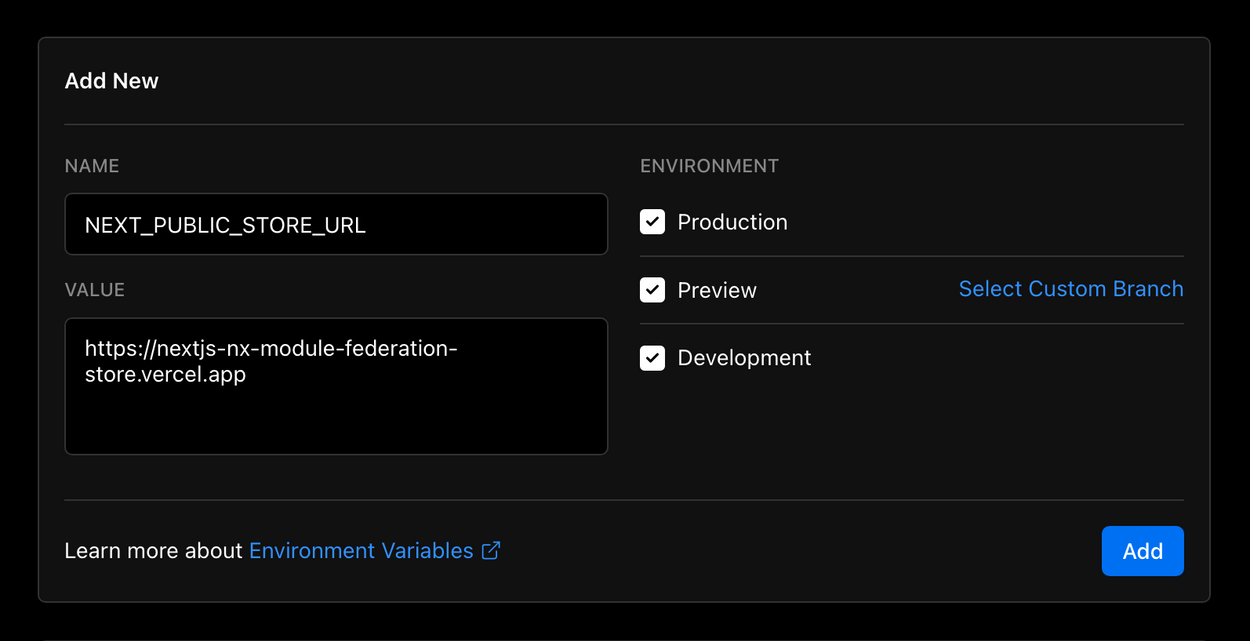 Add New
NAME
NEXT_PUBLIC_STORE_URL
VALUE
https://nextjs-nx-module-federation-
store.vercel.app
ENVIRONMENT
Production
Preview
Select Custom Branch
Development
Learn more about Environment Variables
Add